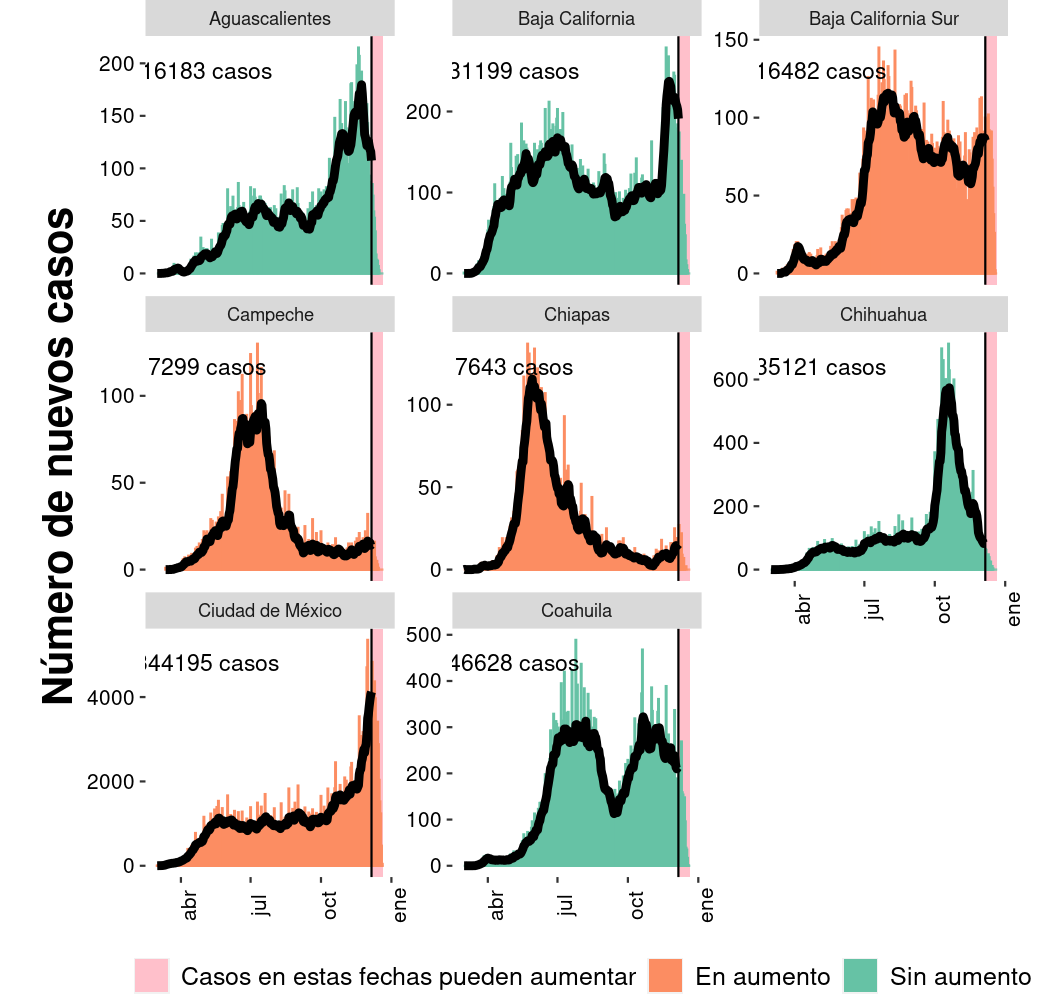 Aguascalientes
Baja California
Baja California Sur
16183 casos
31199 casos
16482 casos
200
150
100
50
0
200
100
0
150
100
50
0
Campeche
Chiapas
Chihuahua
7299 casos
7643 casos
35121 casos
100
50
0
100
50
0
600
400
200
0
abr
jul
oct
ene
Ciudad de México
Coahuila
344195 casos
46628 casos
4000
2000
0
500
400
300
200
100
0
abr
jul
oct
ene
abr
jul
oct
ene
Número de nuevos casos
Casos en estas fechas pueden aumentar
En aumento
Sin aumento